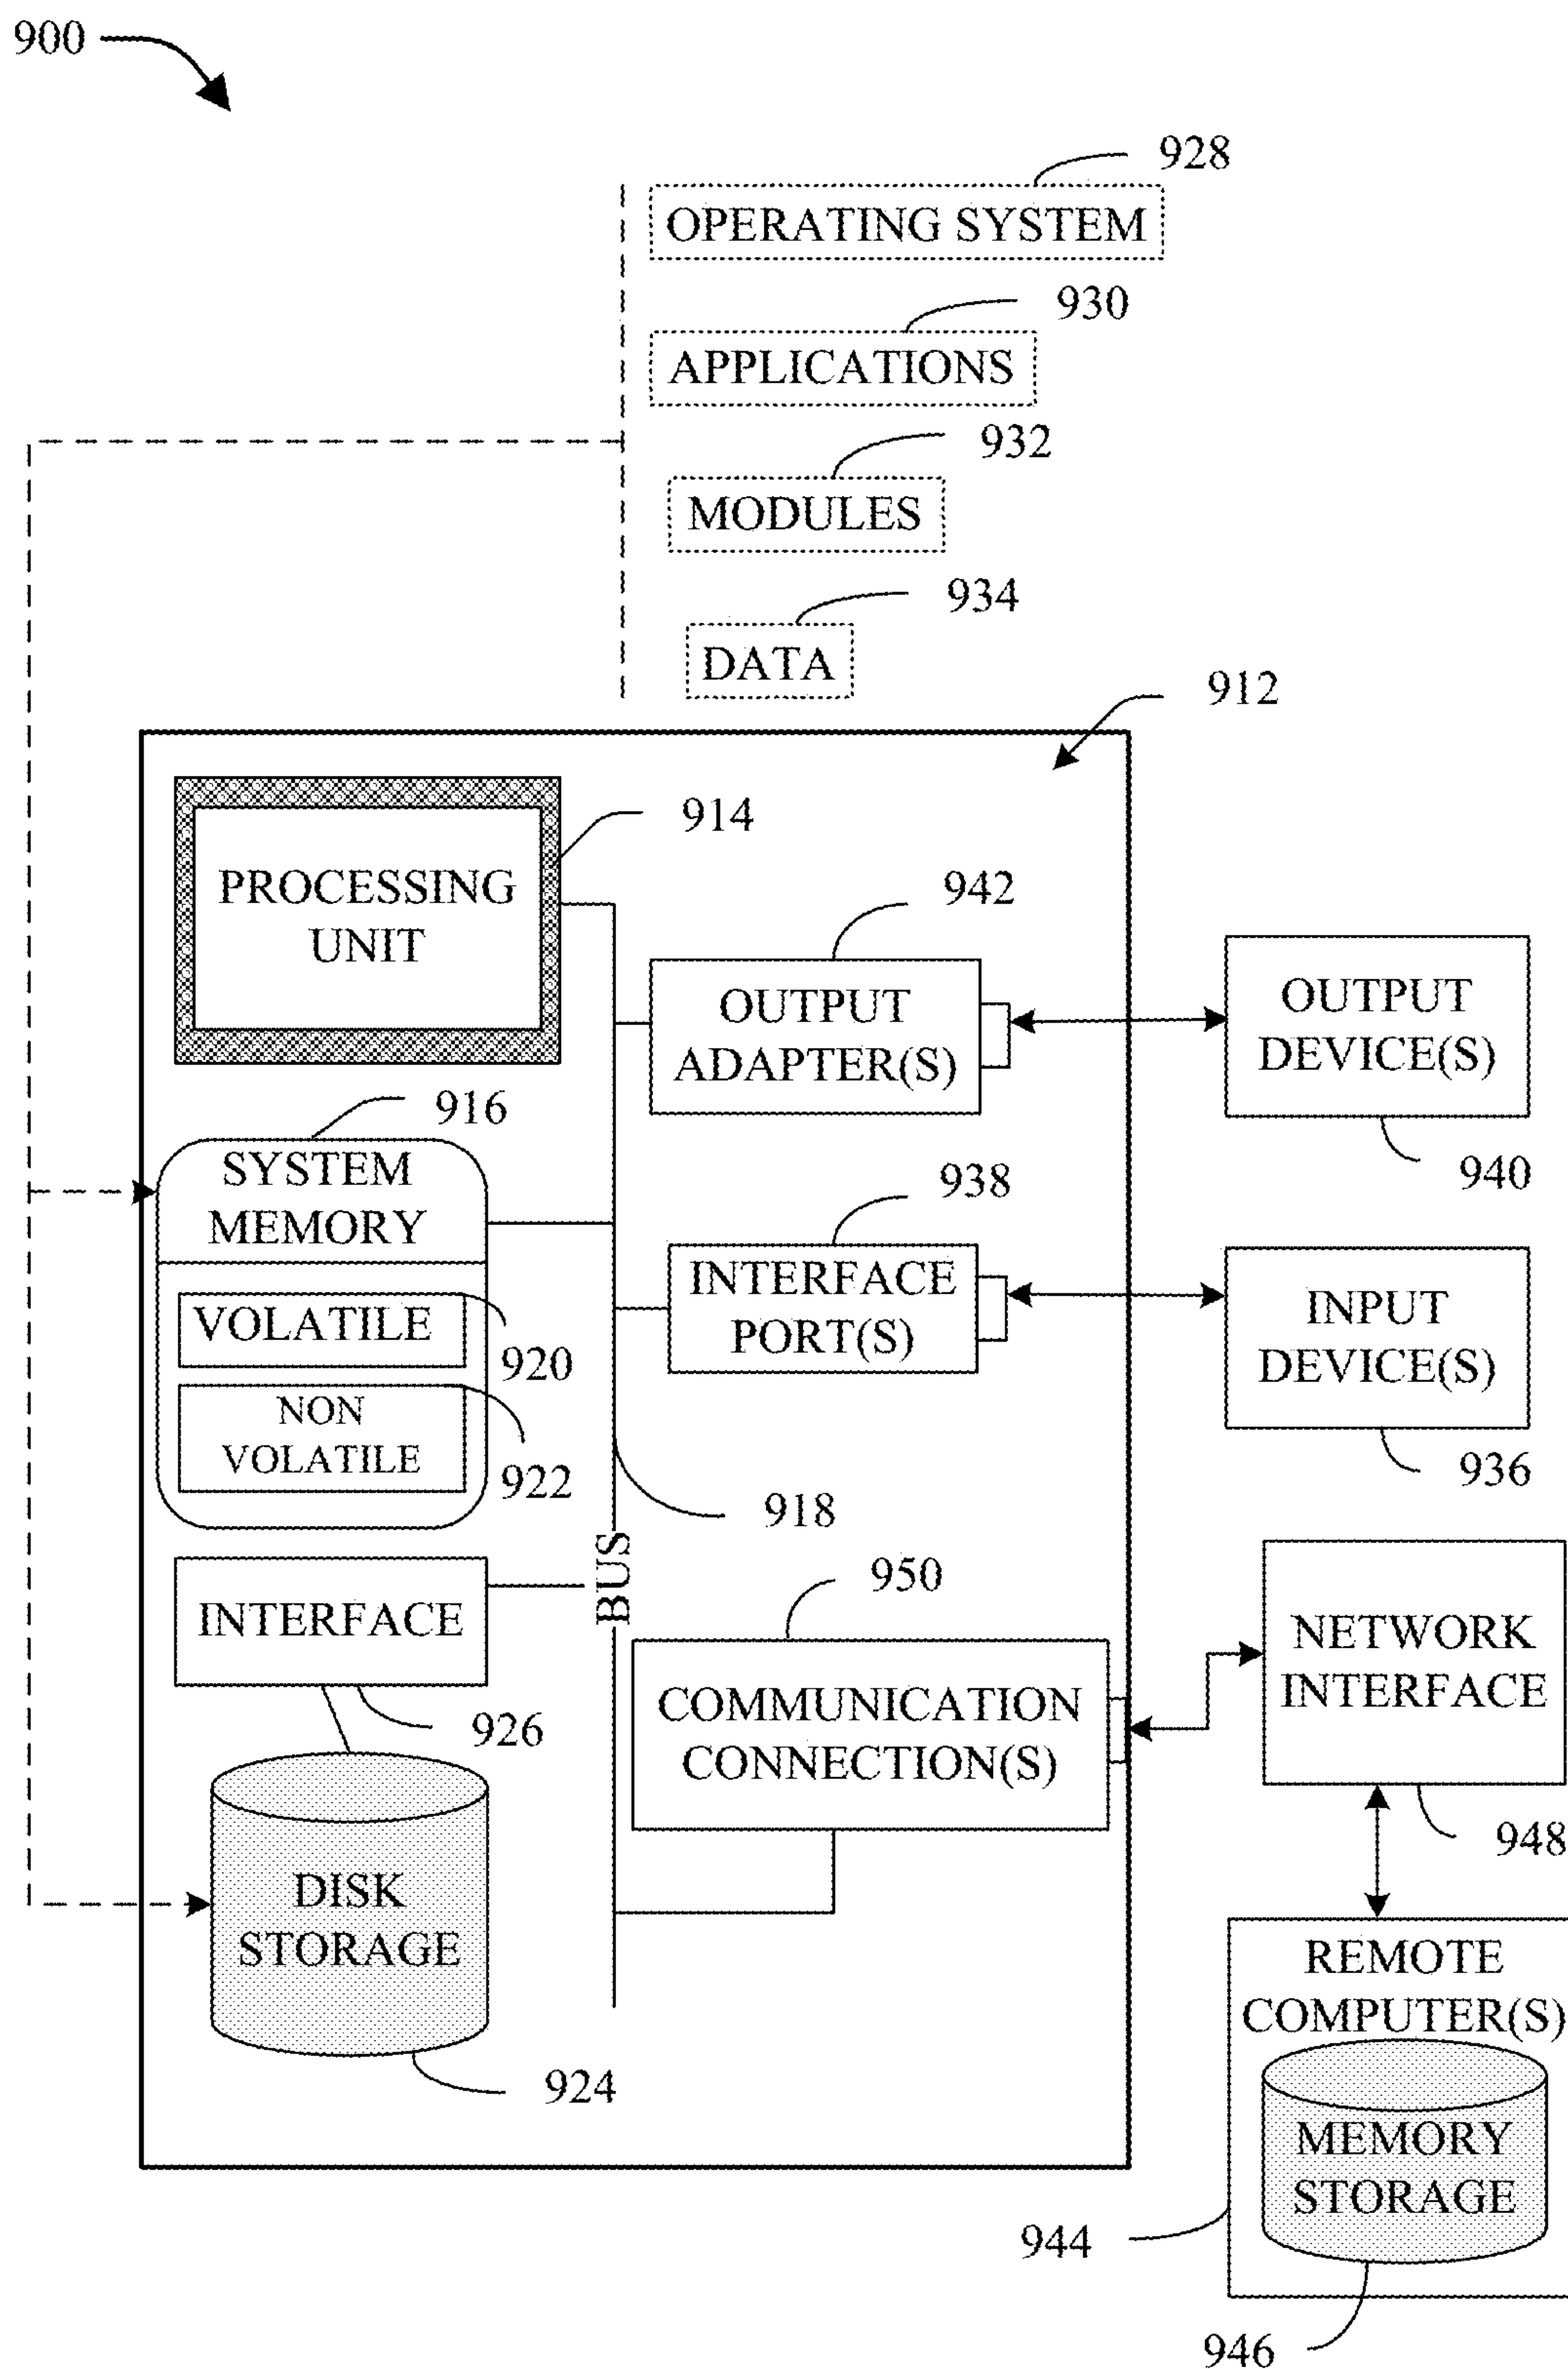 900
928
OPERATING SYSTEM
930
APPLICATIONS
932
MODULES
934
DATA
912
914
PROCESSING
UNIT
942
OUTPUT
ADAPTER(S)
OUTPUT
DEVICE(S)
940
916
SYSTEM
MEMORY
VOLATILE
920
NON
VOLATILE
922
938
INTERFACE
PORT(S)
INPUT
DEVICE(S)
936
918
BUS
INTERFACE
926
950
COMMUNICATION
CONNECTION(S)
NETWORK
INTERFACE
948
DISK
STORAGE
924
REMOTE
COMPUTER(S)
MEMORY
STORAGE
944
946